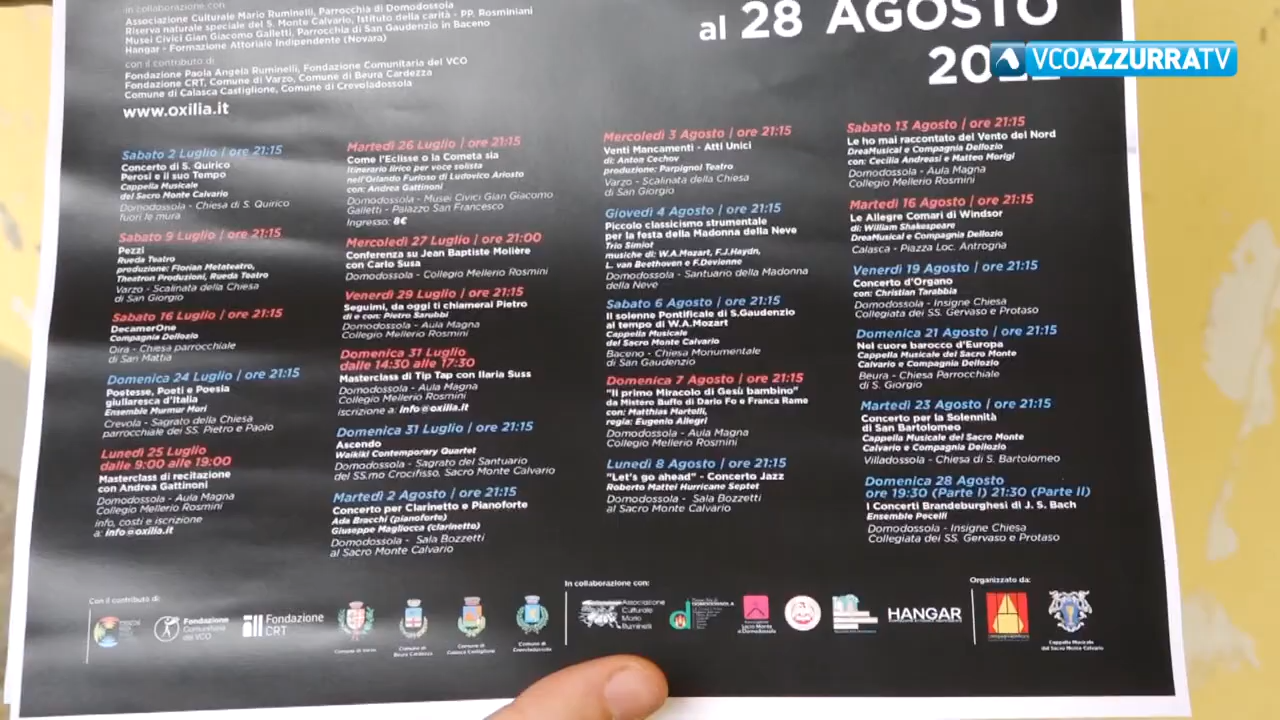 in collaborazione con
Associazione Culturale Mario Ruminelli, Parrocchia di Domodossola
Riserva naturale speciale del S. Monte Calvario, Istituto della carità - PP. Rosminiani
Musei Civici Gian Giacomo Galletti, Parrocchia di San Gaudenzio in Baceno
Hangar - Formazione Attoriale Indipendente (Novara)
con il contributo di
Fondazione Paola Angela Ruminelli, Fondazione Comunitaria del VCO
Fondazione CRT, Comune di Varzo, Comune di Beura Cardezza
Comune di Calasca Castiglione, Comune di Crevoladossola
www.oxilia.it
al 28 AGOSTO
VCOAZZURRATV
Sabato 2 Luglio / ore 21:15
Concerto di S. Quirico
Perosi e il suo Tempo
Cappella Musicale
del Sacro Monte Calvario
Domodossola - Chiesa di S. Quirico
fuori le mura
Sabato 9 Luglio / ore 21:15
Pezzi
Rueda Teatro
produzione: Florian Metateatro,
Theatron Produzioni, Rueda Teatro
Varzo - Scalinata della Chiesa
di San Giorgio
Sabato 16 Luglio / ore 21:15
DecamerOne
Compagnia Dellozio
Oira - Chiesa parrocchiale
di San Mattia
Domenica 24 Luglio / ore 21:15
Poetesse, Poeti e Poesia
giullaresca d'Italia
Ensemble Murmur Mori
Crevola - Sagrato della Chiesa
parrocchiale dei SS. Pietro e Paolo
Lunedì 25 Luglio
dalle 9:00 alle 19:00
Masterclass di recitazione
con Andrea Gattinoni
Domodossola - Aula Magna
Collegio Mellerio Rosmini
info, costi e iscrizione
a: info@oxilia.it
Martedì 26 Luglio / ore 21:15
Come l'Eclisse o la Cometa sia
Itinerario lirico per voce solista
nell'Orlando Furioso di Ludovico Ariosto
con: Andrea Gattinoni
Domodossola - Musei Civici Gian Giacomo
Galletti - Palazzo San Francesco
Ingresso: 8€
Mercoledì 27 Luglio / ore 21:00
Conferenza su Jean Baptiste Molière
con Carlo Susa
Domodossola - Collegio Mellerio Rosmini
Venerdì 29 Luglio / ore 21:15
Seguimi, da oggi ti chiamerai Pietro
di e con: Pietro Sarubbi
Domodossola - Aula Magna
Collegio Mellerio Rosmini
Domenica 31 Luglio
dalle 14:30 alle 17:30
Masterclass di Tip Tap con Ilaria Suss
Domodossola - Aula Magna
Collegio Mellerio Rosmini
iscrizione a: info@oxilia.it
Domenica 31 Luglio / ore 21:15
Ascendo
Waikiki Contemporary Quartet
Domodossola - Sagrato del Santuario
del SS.mo Crocifisso, Sacro Monte Calvario
Martedì 2 Agosto / ore 21:15
Concerto per Clarinetto e Pianoforte
Ada Bracchi (pianoforte)
Giuseppe Magliocca (clarinetto)
Domodossola - Sala Bozzetti
al Sacro Monte Calvario
Mercoledì 3 Agosto / ore 21:15
Venti Mancamenti - Atti Unici
di: Anton Cechov
produzione: Parpignol Teatro
Varzo - Scalinata della Chiesa
di San Giorgio
Giovedì 4 Agosto / ore 21:15
Piccolo classicismo strumentale
per la festa della Madonna della Neve
Trio Simiot
musiche di: W.A.Mozart, F.J.Haydn,
L. van Beethoven e F.Devienne
Domodossola - Santuario della Madonna
della Neve
Sabato 6 Agosto / ore 21:15
Il solenne Pontificale di S.Gaudenzio
al tempo di W.A.Mozart
Cappella Musicale
del Sacro Monte Calvario
Baceno - Chiesa Monumentale
di San Gaudenzio
Domenica 7 Agosto / ore 21:15
"Il primo Miracolo di Gesù bambino"
da Mistero Buffo di Dario Fo e Franca Rame
con: Matthias Martelli,
regia: Eugenio Allegri
Domodossola - Aula Magna
Collegio Mellerio Rosmini
Lunedì 8 Agosto / ore 21:15
"Let's go ahead" - Concerto Jazz
Roberto Mattei Hurricane Septet
Domodossola - Sala Bozzetti
al Sacro Monte Calvario
Sabato 13 Agosto / ore 21:15
Le ho mai raccontato del Vento del Nord
DreaMusical e Compagnia Dellozio
con: Cecilia Andreasi e Matteo Morigi
Domodossola - Aula Magna
Collegio Mellerio Rosmini
Martedì 16 Agosto / ore 21:15
Le Allegre Comari di Windsor
di: William Shakespeare
DreaMusical e Compagnia Dellozio
Calasca - Piazza Loc. Antrogna
Venerdì 19 Agosto / ore 21:15
Concerto d'Organo
con: Christian Tarabbia
Domodossola - Insigne Chiesa
Collegiata dei SS. Gervaso e Protaso
Domenica 21 Agosto / ore 21:15
Nel cuore barocco d'Europa
Cappella Musicale del Sacro Monte
Calvario e Compagnia Dellozio
Beura - Chiesa Parrocchiale
di S. Giorgio
Martedì 23 Agosto / ore 21:15
Concerto per la Solennità
di San Bartolomeo
Cappella Musicale del Sacro Monte
Calvario e Compagnia Dellozio
Villadossola - Chiesa di S. Bartolomeo
Domenica 28 Agosto
ore 19:30 (Parte I) 21:30 (Parte II)
I Concerti Brandeburghesi di J. S. Bach
Ensemble Pecelli
Domodossola - Insigne Chiesa
Collegiata dei SS. Gervaso e Protaso
Con il contributo di:
Fondazione
Comunitaria
del VCO
Fondazione
CRT
Comune di Varzo
Comune di
Beura Cardezza
Comune di
Calasca Castiglione
Comune di
Crevoladossola
In collaborazione con:
Associazione
Culturale
Mario
Ruminelli
HANGAR
Organizzato da:
Cappella Musicale
del Sacro Monte Calvario